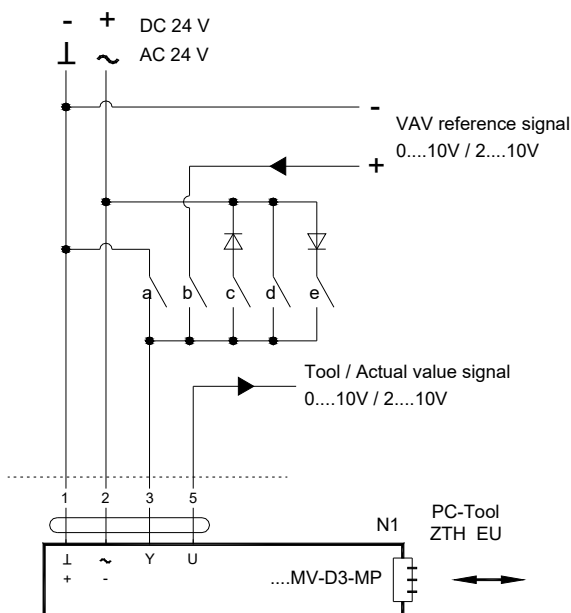 - + DC 24 V
⊥ ~ AC 24 V
-
VAV reference signal
0....10V / 2....10V
+
a b c d e
Tool / Actual value signal
0....10V / 2....10V
1 2 3 5
N1
PC-Tool
ZTH EU
⊥ ~ Y U
+ -
....MV-D3-MP